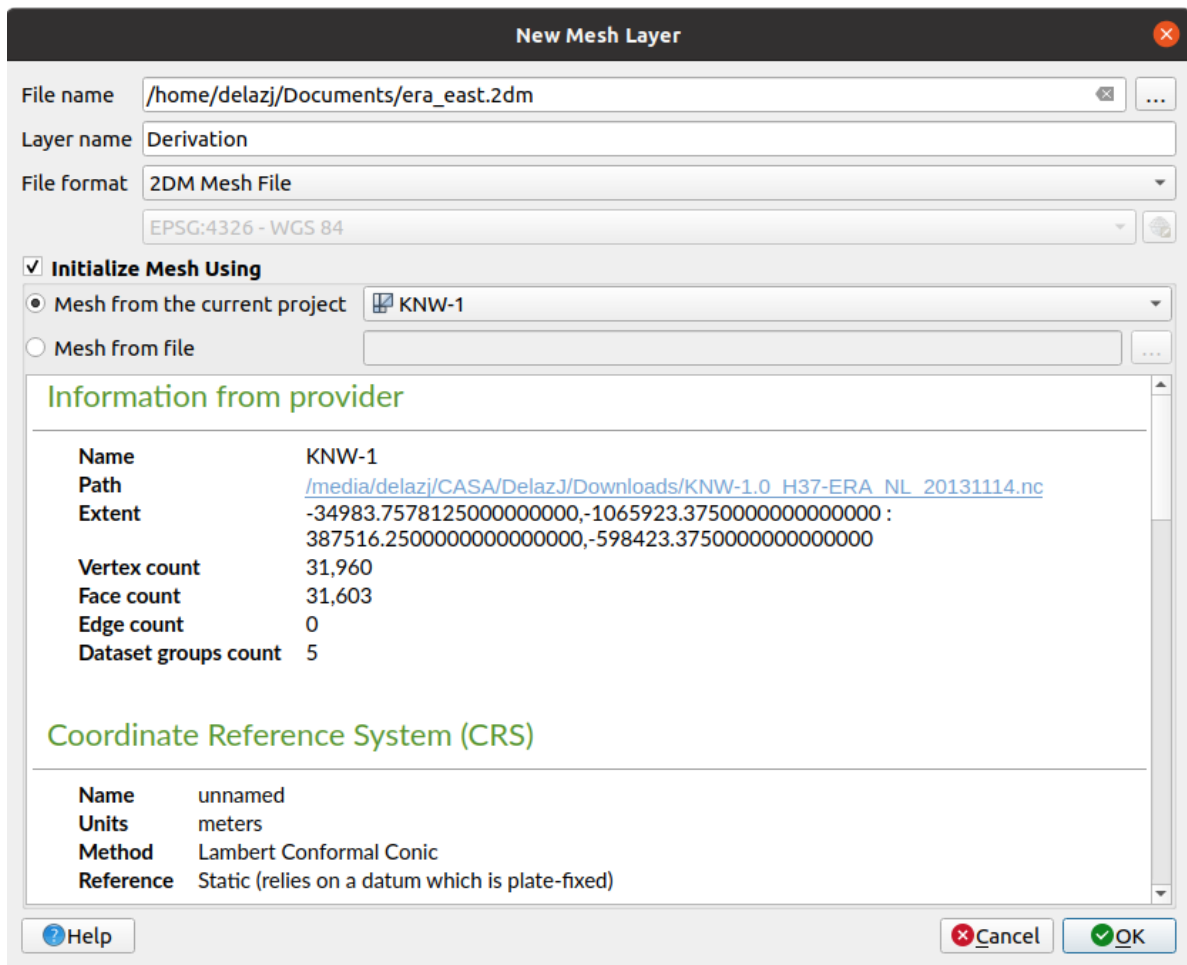 New Mesh Layer
File name /home/delazj/Documents/era_east.2dm ...
Layer name Derivation
File format 2DM Mesh File
EPSG:4326 - WGS 84
Initialize Mesh Using
Mesh from the current project KNW-1
Mesh from file ...
Information from provider
Name KNW-1
Path /media/delazj/CASA/DelazJ/Downloads/KNW-1.0_H37-ERA_NL_20131114.nc
Extent -34983.7578125000000000,-1065923.3750000000000000 :
387516.2500000000000000,-598423.3750000000000000
Vertex count 31,960
Face count 31,603
Edge count 0
Dataset groups count 5
Coordinate Reference System (CRS)
Name unnamed
Units meters
Method Lambert Conformal Conic
Reference Static (relies on a datum which is plate-fixed)
Help Cancel OK